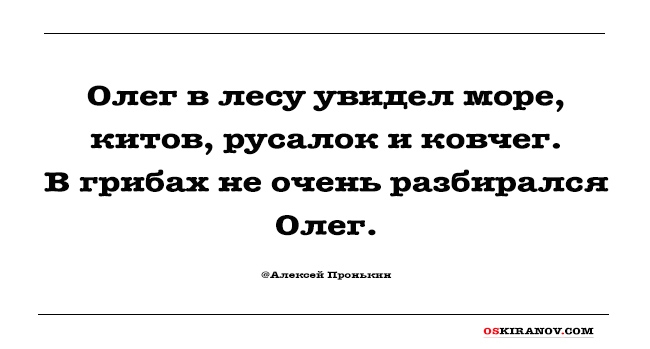 Олег в лесу увидел море,
китов, русалок и ковчег.
В грибах не очень разбирался
Олег.
@Алексей Пронькин
OSKIRANOV.COM